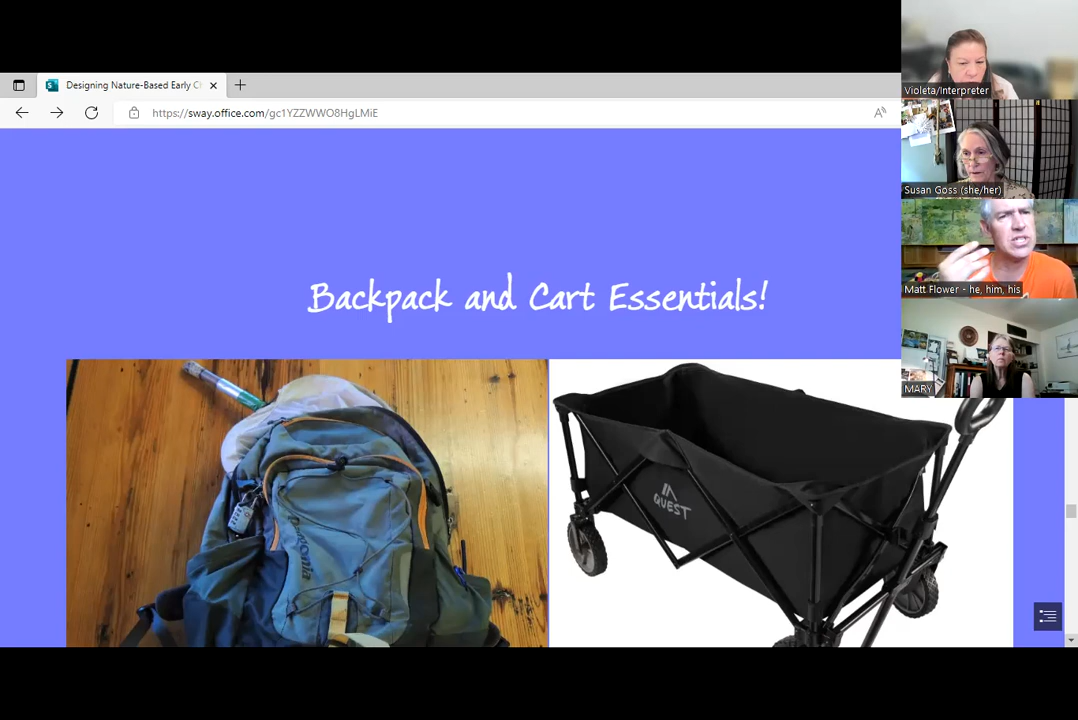 Designing Nature-Based Early C
https://sway.office.com/gc1YZZWWO8HgLMiE
Violeta/Interpreter
Susan Goss (she/her)
Matt Flower - he, him, his
MARY
Backpack and Cart Essentials!
patagonia
QUEST